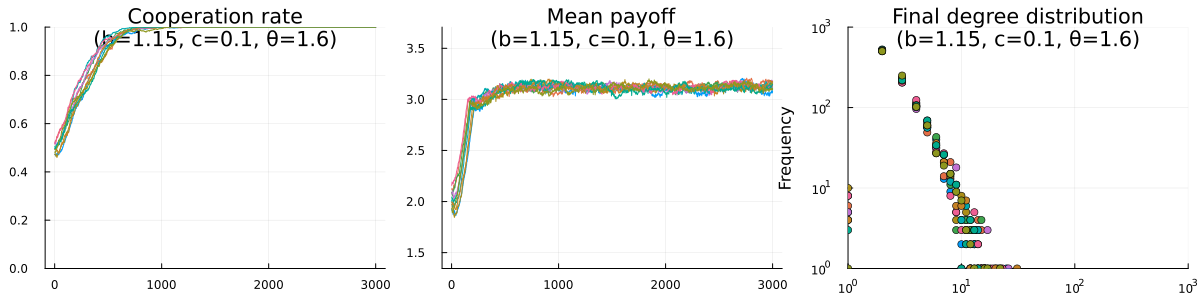 Cooperation rate
(b=1.15, c=0.1, θ=1.6)
1.0
0.8
0.6
0.4
0.2
0.0
0 1000 2000 3000
Mean payoff
(b=1.15, c=0.1, θ=1.6)
3.5
3.0
2.5
2.0
1.5
0 1000 2000 3000
Final degree distribution
(b=1.15, c=0.1, θ=1.6)
Frequency
10³
10²
10¹
10⁰
10⁰ 10¹ 10² 10³